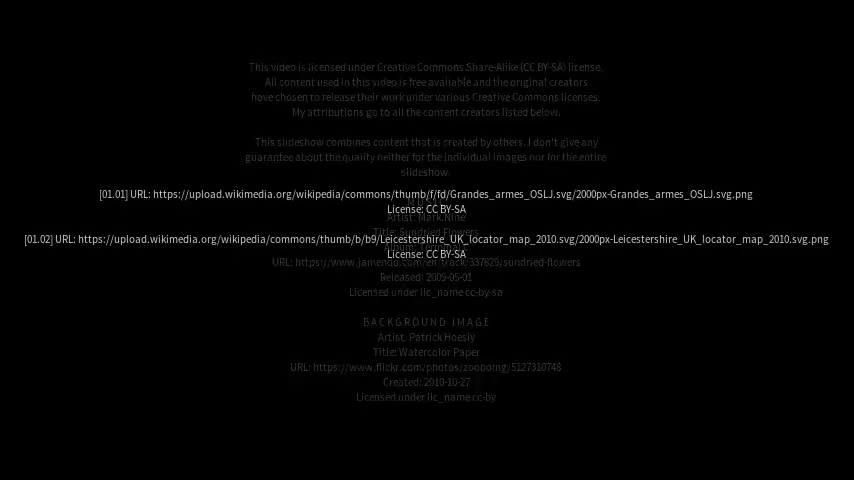 This video is licensed under Creative Commons Share-Alike (CC BY-SA) license.
All content used in this video is free available and the original creators
have chosen to release their work under various Creative Commons licenses.
My attributions go to all the content creators listed below.
This slideshow combines content that is created by others. I don't give any
guarantee about the quality neither for the individual images nor for the entire
slideshow.
[01.01] URL: https://upload.wikimedia.org/wikipedia/commons/thumb/f/fd/Grandes_armes_OSLJ.svg/2000px-Grandes_armes_OSLJ.svg.png
License: CC BY-SA
Artist: Mark.Nine
Title: Sundried Flowers
[01.02] URL: https://upload.wikimedia.org/wikipedia/commons/thumb/b/b9/Leicestershire_UK_locator_map_2010.svg/2000px-Leicestershire_UK_locator_map_2010.svg.png
Album:
License: CC BY-SA
URL: https://www.jamendo.com/en/track/337829/sundried-flowers
Released: 2009-05-01
Licensed under lic_name cc-by-sa
BACKGROUND IMAGE
Artist: Patrick Hoesly
Title: Watercolor Paper
URL: https://www.flickr.com/photos/zooboing/5127310748
Created: 2010-10-27
Licensed under lic_name cc-by